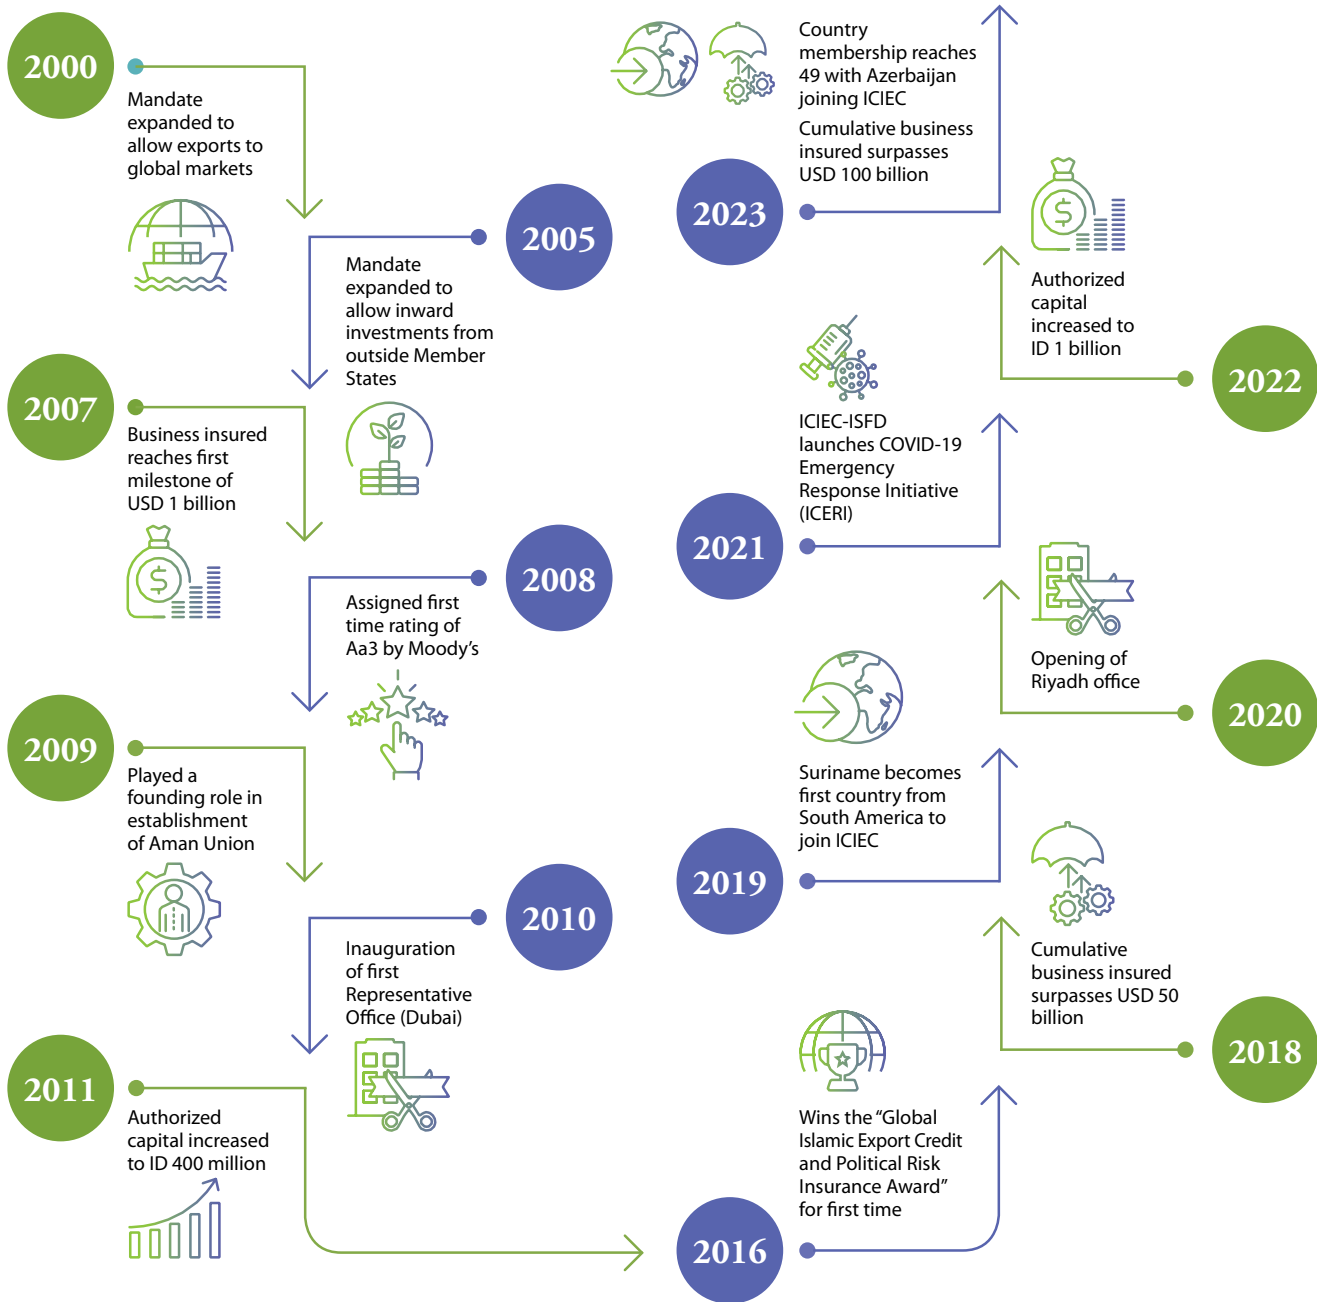 2000
Mandate
expanded to
allow exports to
global markets
2005
Mandate
expanded to
allow inward
investments from
outside Member
States
2007
Business insured
reaches first
milestone of
USD 1 billion
$
2008
Assigned first
time rating of
Aa3 by Moody’s
2009
Played a
founding role in
establishment
of Aman Union
2010
Inauguration
of first
Representative
Office (Dubai)
2011
Authorized
capital increased
to ID 400 million
2016
Wins the “Global
Islamic Export Credit
and Political Risk
Insurance Award”
for first time
2018
Cumulative
business insured
surpasses USD 50
billion
2019
Suriname becomes
first country from
South America to
join ICIEC
2020
Opening of
Riyadh office
2021
ICIEC-ISFD
launches COVID-19
Emergency
Response Initiative
(ICERI)
2022
$
Authorized
capital
increased to
ID 1 billion
2023
Country
membership reaches
49 with Azerbaijan
joining ICIEC
Cumulative business
insured surpasses
USD 100 billion